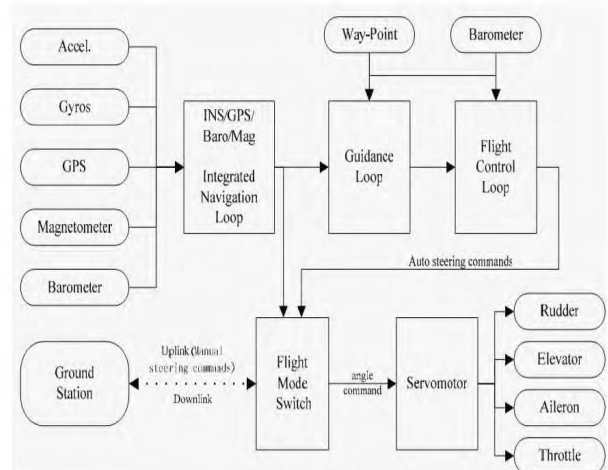 Accel.
Gyros
GPS
Magnetometer
Barometer
INS/GPS/
Baro/Mag
Integrated
Navigation
Loop
Way-Point
Barometer
Guidance
Loop
Flight
Control
Loop
Auto steering commands
Ground
Station
Uplink(Manual
steering commands)
Downlink
Flight
Mode
Switch
angle
command
Servomotor
Rudder
Elevator
Aileron
Throttle